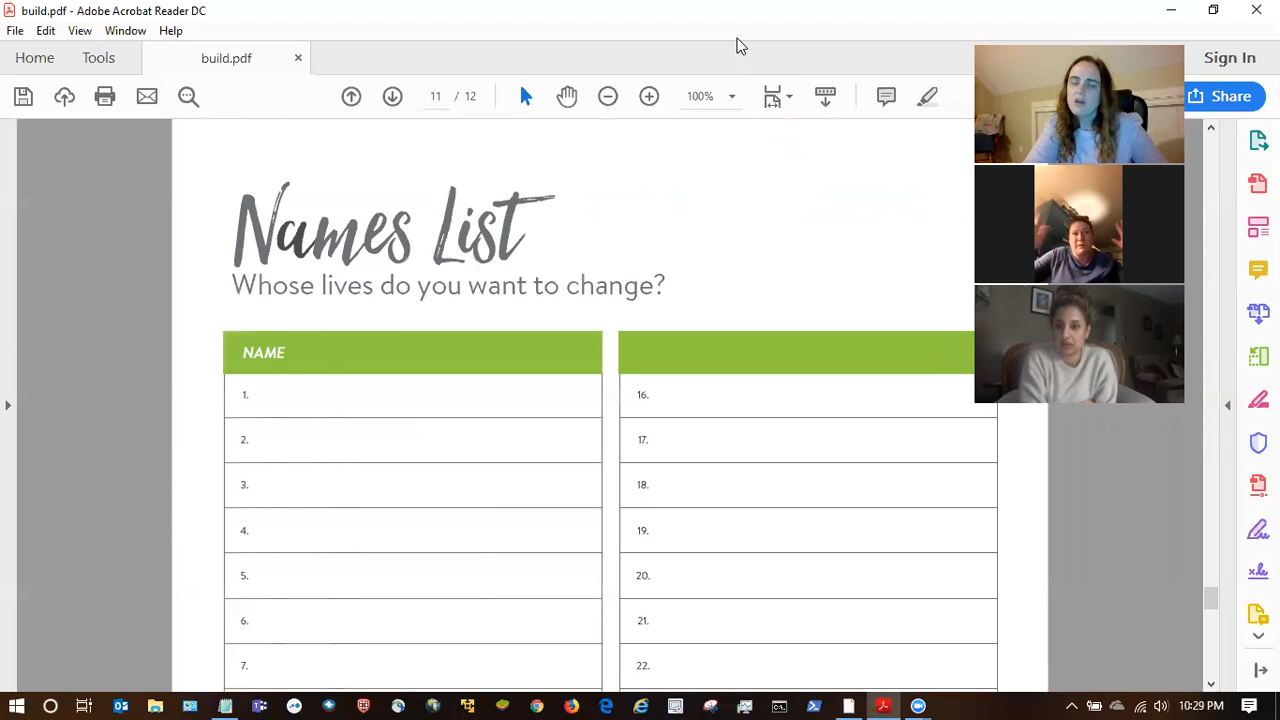 build.pdf - Adobe Acrobat Reader DC
File Edit View Window Help
Home Tools build.pdf Sign In
11 / 12 100% Share
Names List
Whose lives do you want to change?
NAME
1. 16.
2. 17.
3. 18.
4. 19.
5. 20.
6. 21.
7. 22.
10:29 PM